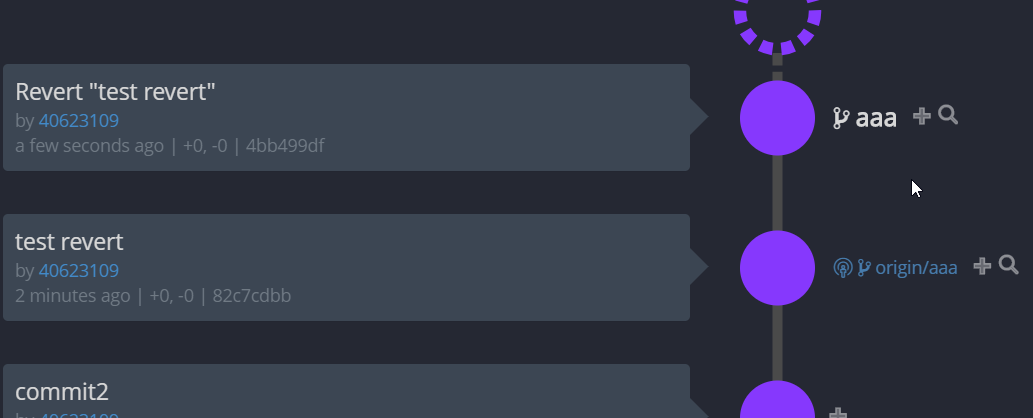 Revert "test revert"
by 40623109
a few seconds ago | +0, -0 | 4bb499df
aaa
test revert
by 40623109
2 minutes ago | +0, -0 | 82c7cdbb
origin/aaa
commit2
by 40623109